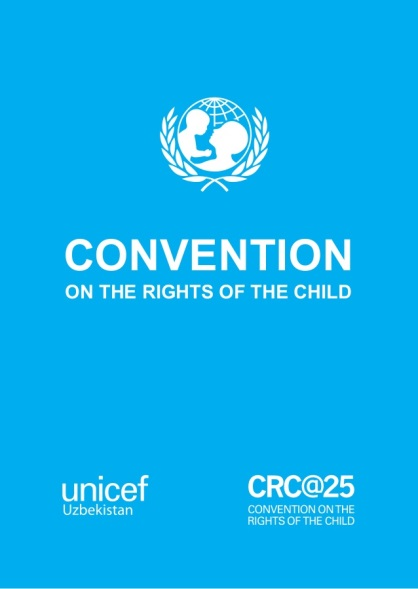 CONVENTION
ON THE RIGHTS OF THE CHILD
unicef
Uzbekistan
CRC@25
CONVENTION ON THE
RIGHTS OF THE CHILD